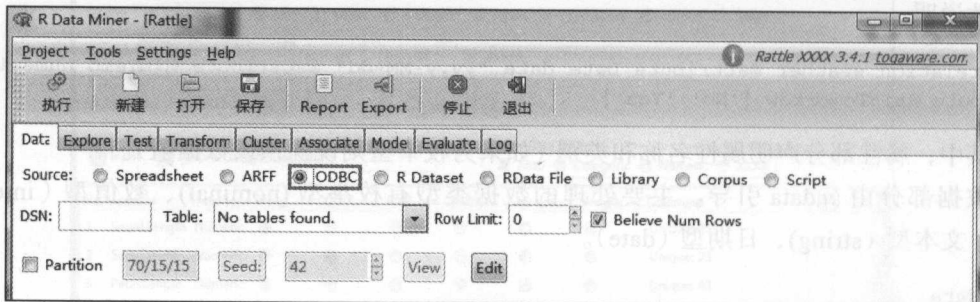 R Data Miner - [Rattle]
Project Tools Settings Help
Rattle XXXX 3.4.1 togaware.com
执行 新建 打开 保存 Report Export 停止 退出
Data Explore Test Transform Cluster Associate Mode Evaluate Log
Source: Spreadsheet ARFF ODBC R Dataset RData File Library Corpus Script
DSN: Table: No tables found. Row Limit: 0 Believe Num Rows
Partition 70/15/15 Seed: 42 View Edit